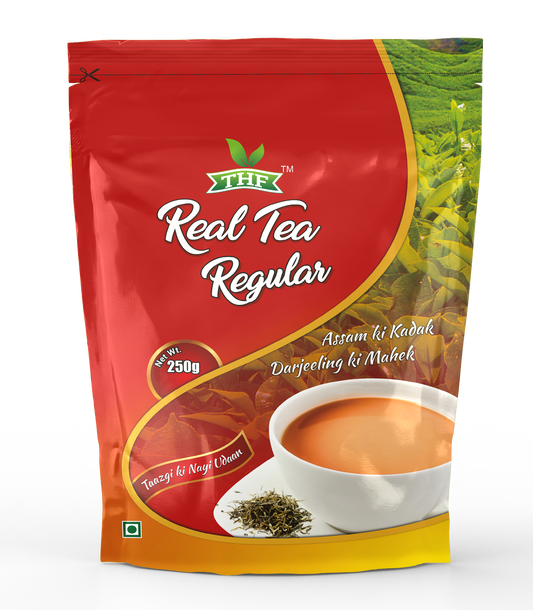 THF TM
Real Tea
Regular
Assam ki Kadak
Darjeeling ki Mahek
Net Wt.
250g
Taazgi ki Nayi Udaan